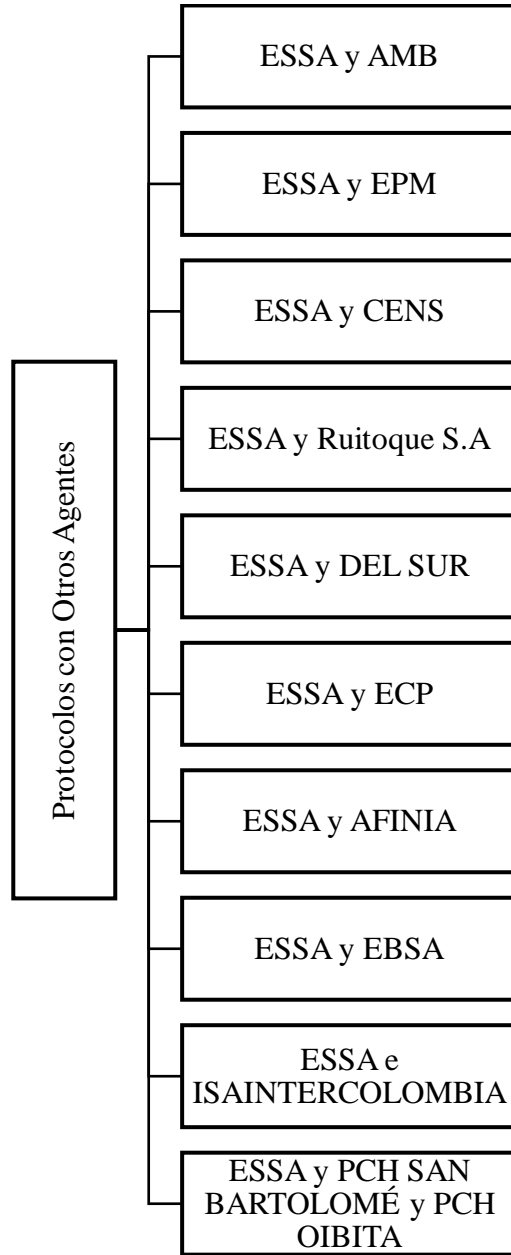 Protocolos con Otros Agentes
ESSA y AMB
ESSA y EPM
ESSA y CENS
ESSA y Ruitoque S.A
ESSA y DEL SUR
ESSA y ECP
ESSA y AFINIA
ESSA y EBSA
ESSA e
ISAINTERCOLOMBIA
ESSA y PCH SAN
BARTOLOMÉ y PCH
OIBITA